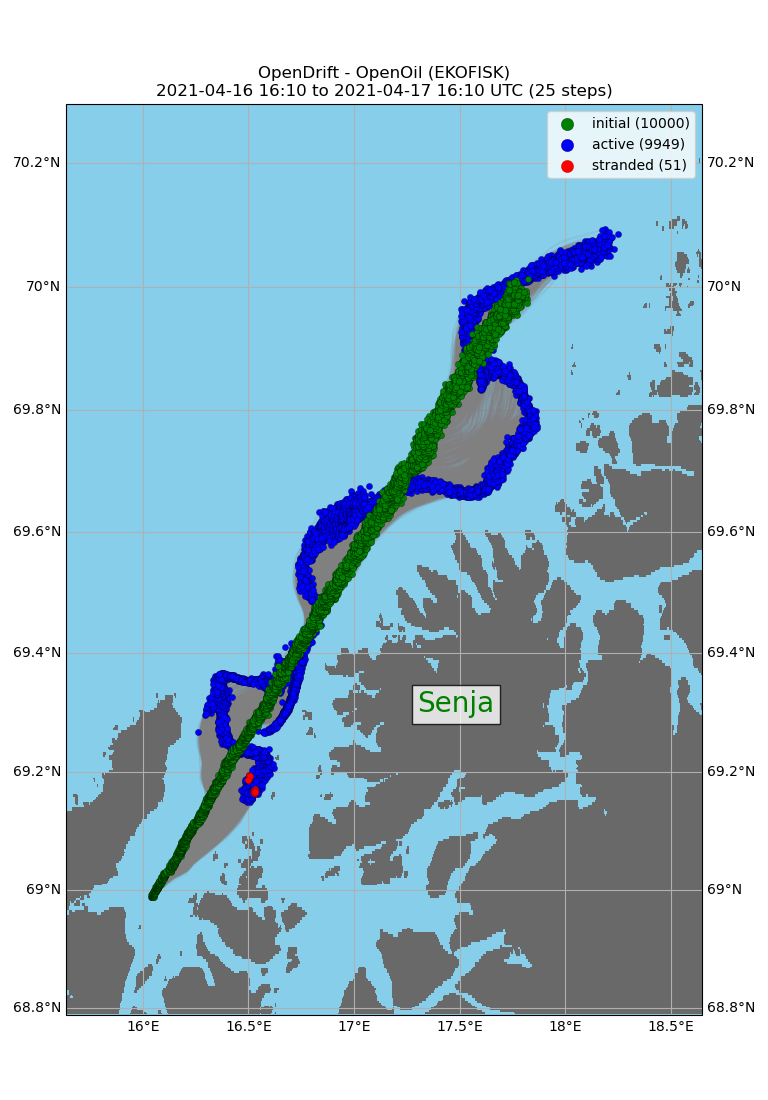 OpenDrift - OpenOil (EKOFISK)
2021-04-16 16:10 to 2021-04-17 16:10 UTC (25 steps)
initial (10000)
active (9949)
stranded (51)
70.2°N 70.2°N
70°N 70°N
69.8°N 69.8°N
69.6°N 69.6°N
69.4°N 69.4°N
Senja
69.2°N 69.2°N
69°N 69°N
68.8°N 68.8°N
16°E 16.5°E 17°E 17.5°E 18°E 18.5°E